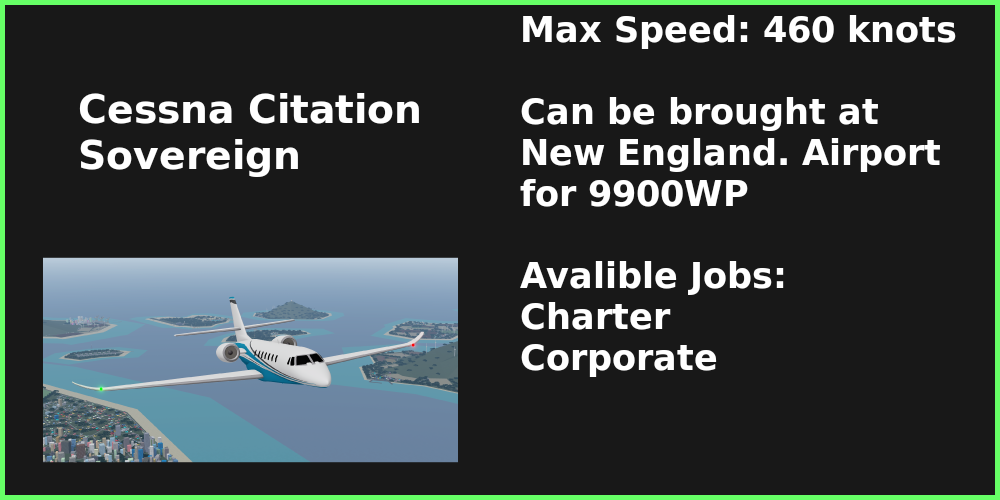 Cessna Citation
Sovereign
Max Speed: 460 knots
Can be brought at
New England. Airport
for 9900WP
Avalible Jobs:
Charter
Corporate